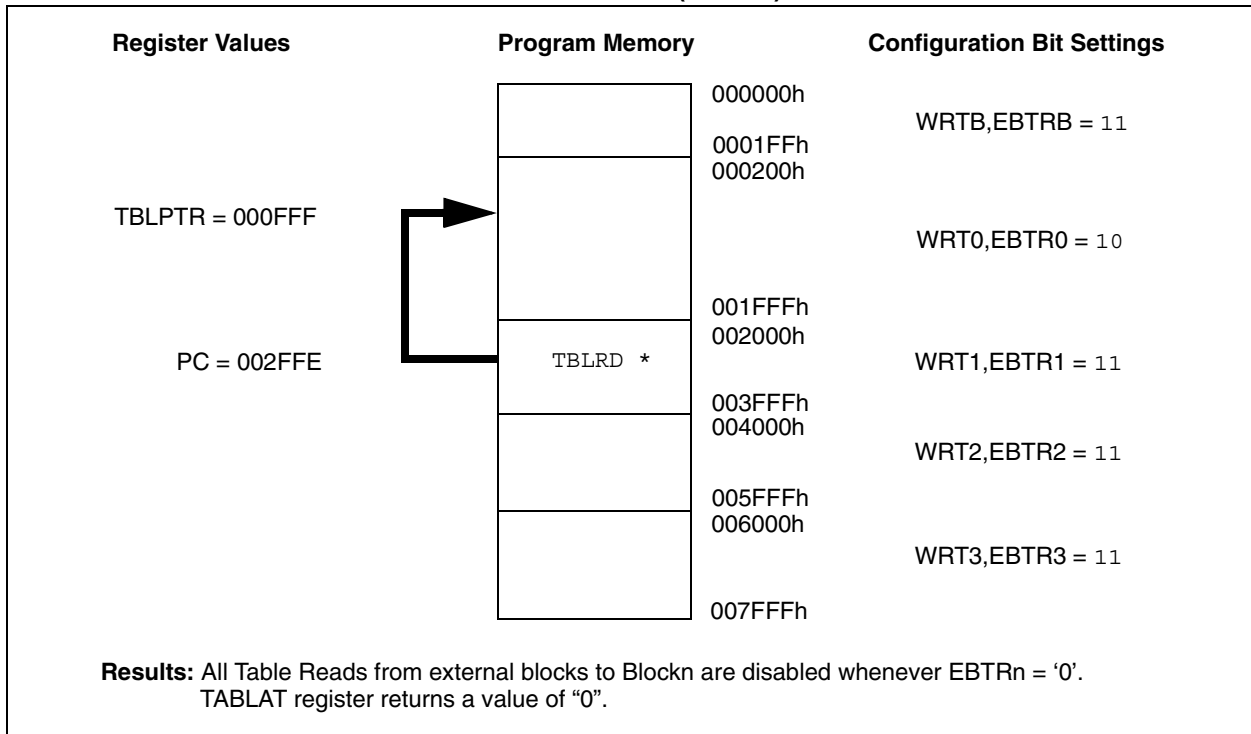 Register Values
Program Memory
Configuration Bit Settings
000000h
WRTB,EBTRB = 11
0001FFh
000200h
TBLPTR = 000FFF
WRT0,EBTR0 = 10
001FFFh
002000h
PC = 002FFE
TBLRD *
WRT1,EBTR1 = 11
003FFFh
004000h
WRT2,EBTR2 = 11
005FFFh
006000h
WRT3,EBTR3 = 11
007FFFh
Results: All Table Reads from external blocks to Blockn are disabled whenever EBTRn = ‘0’.
TABLAT register returns a value of “0”.